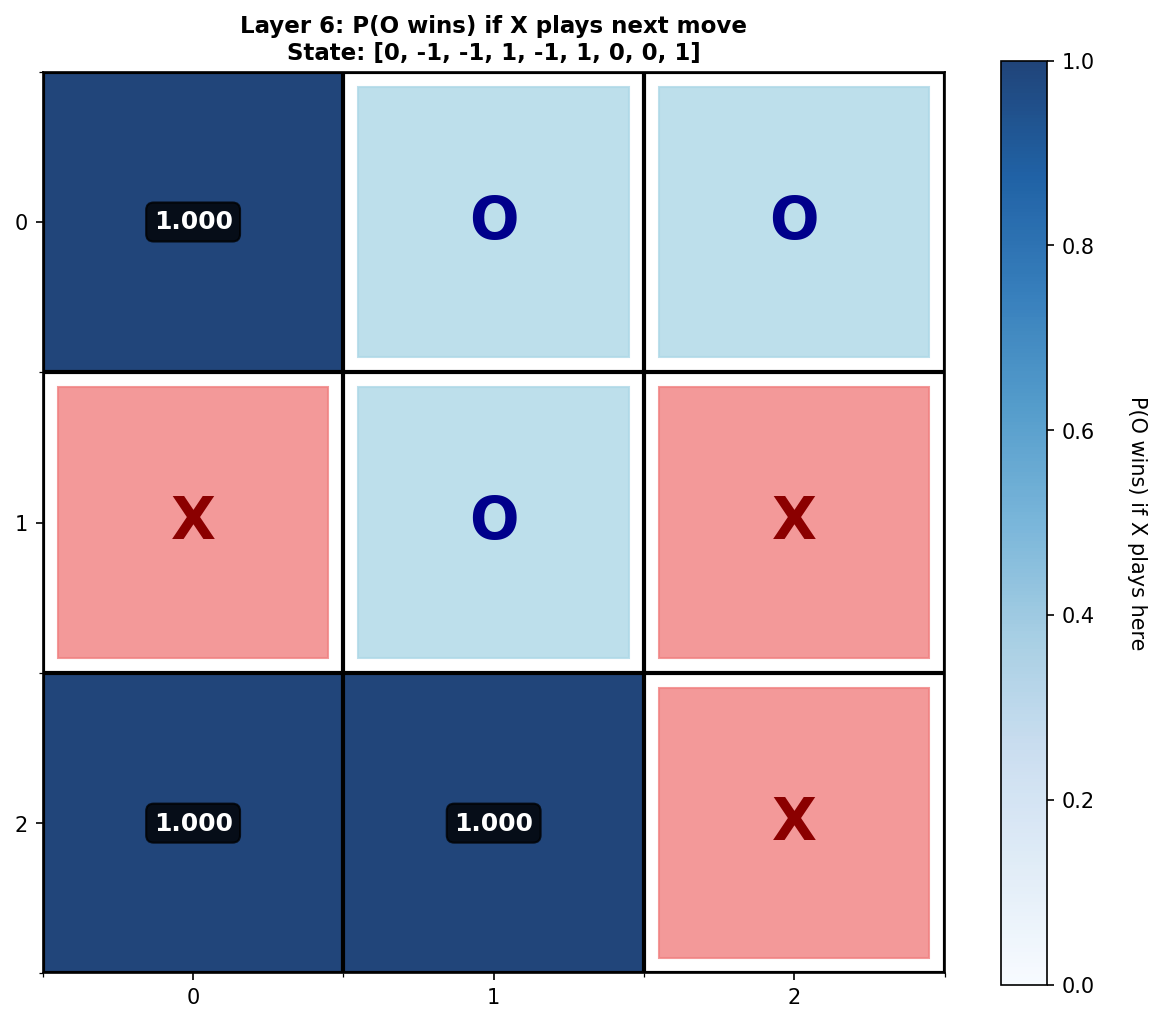 Layer 6: P(O wins) if X plays next move
State: [0, -1, -1, 1, -1, 1, 0, 0, 1]
1.000
O
O
X
O
X
1.000
1.000
X
0
1
2
0
1
2
1.0
0.8
0.6
0.4
0.2
0.0
P(O wins) if X plays here